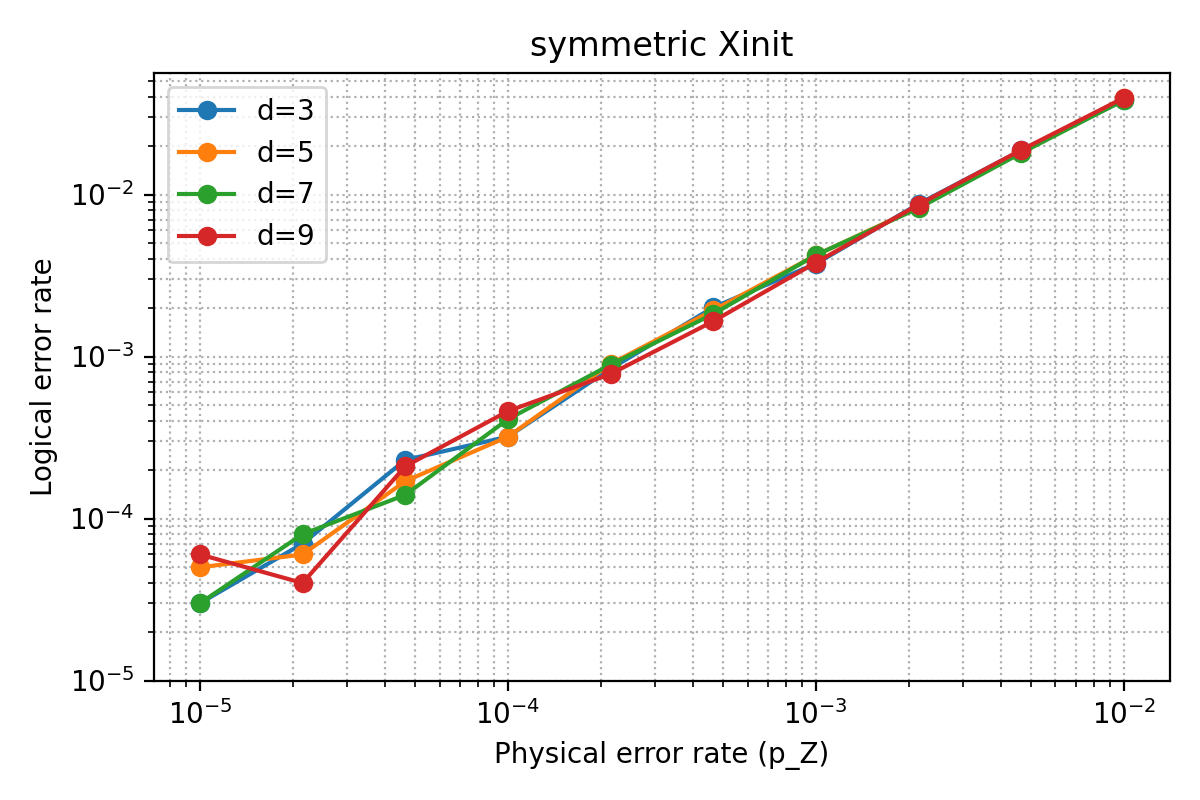 symmetric Xinit
d=3
d=5
d=7
d=9
Logical error rate
10⁻²
10⁻³
10⁻⁴
10⁻⁵
10⁻⁵ 10⁻⁴ 10⁻³ 10⁻²
Physical error rate (p_Z)